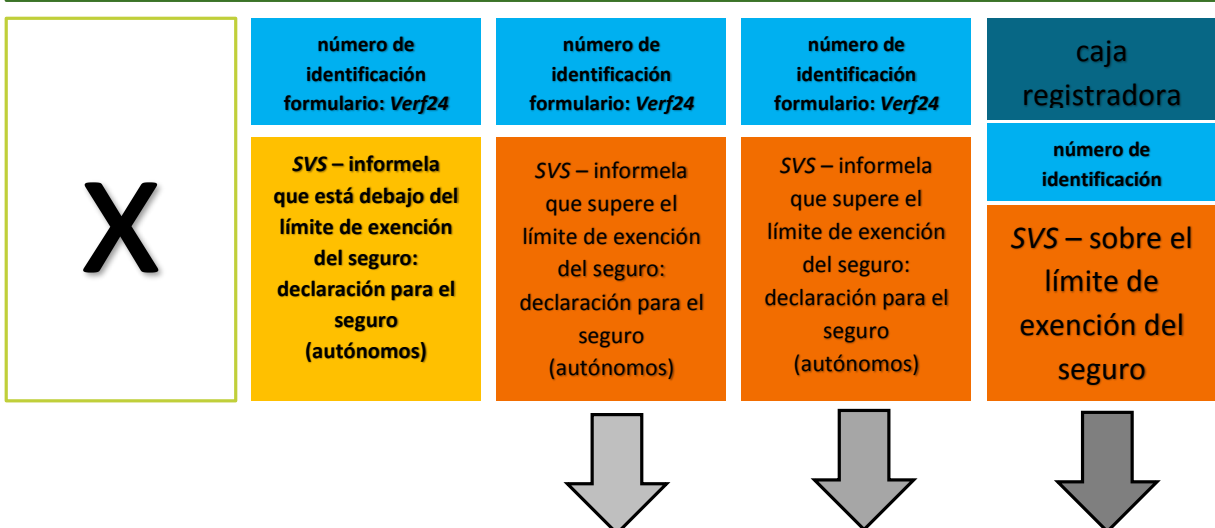 X
número de
identificación
formulario: Verf24
SVS – informela
que está debajo del
límite de exención
del seguro:
declaración para el
seguro
(autónomos)
número de
identificación
formulario: Verf24
SVS – informela
que supere el
límite de exención
del seguro:
declaración para el
seguro
(autónomos)
número de
identificación
formulario: Verf24
SVS – informela
que supere el
límite de exención
del seguro:
declaración para el
seguro
(autónomos)
caja
registradora
número de
identificación
SVS – sobre el
límite de
exención del
seguro